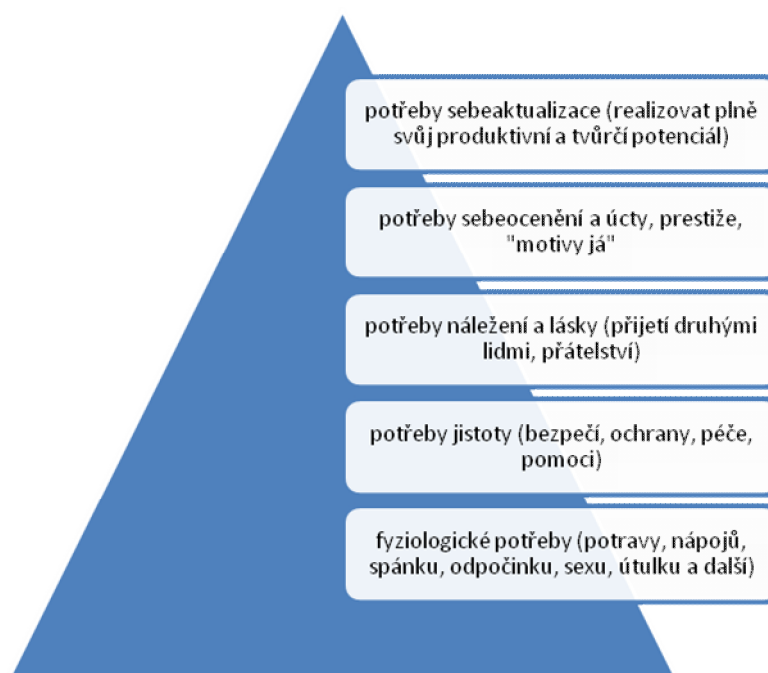 potřeby sebeaktualizace (realizovat plně
svůj produktivní a tvůrčí potenciál)
potřeby sebeocenění a úcty, prestiže,
"motivy já"
potřeby náležení a lásky (přijetí druhými
lidmi, přátelství)
potřeby jistoty (bezpečí, ochrany, péče,
pomoci)
fyziologické potřeby (potravy, nápojů,
spánku, odpočinku, sexu, útulku a další)